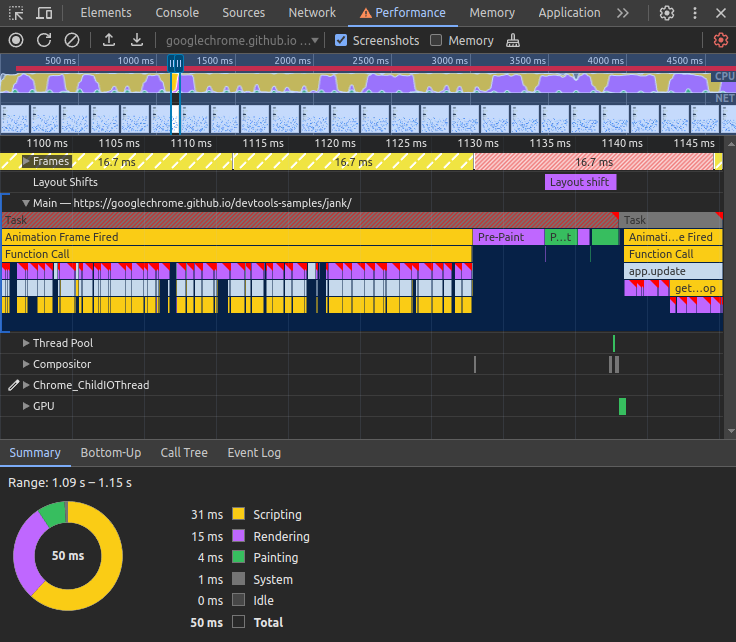 Elements Console Sources Network Performance Memory Application
googlechrome.github.io ... Screenshots Memory
500 ms 1000 ms 1500 ms 2000 ms 2500 ms 3000 ms 3500 ms 4000 ms 4500 ms
CPU
NET
1100 ms 1105 ms 1110 ms 1115 ms 1120 ms 1125 ms 1130 ms 1135 ms 1140 ms 1145 ms
Frames 16.7 ms 16.7 ms 16.7 ms
Layout Shifts Layout shift
Main — https://googlechrome.github.io/devtools-samples/jank/
Task Task
Animation Frame Fired Pre-Paint P...t Animati...e Fired
Function Call Function Call
app.update
get...op
Thread Pool
Compositor
Chrome_ChildIOThread
GPU
Summary Bottom-Up Call Tree Event Log
Range: 1.09 s – 1.15 s
31 ms Scripting
15 ms Rendering
50 ms 4 ms Painting
1 ms System
0 ms Idle
50 ms Total